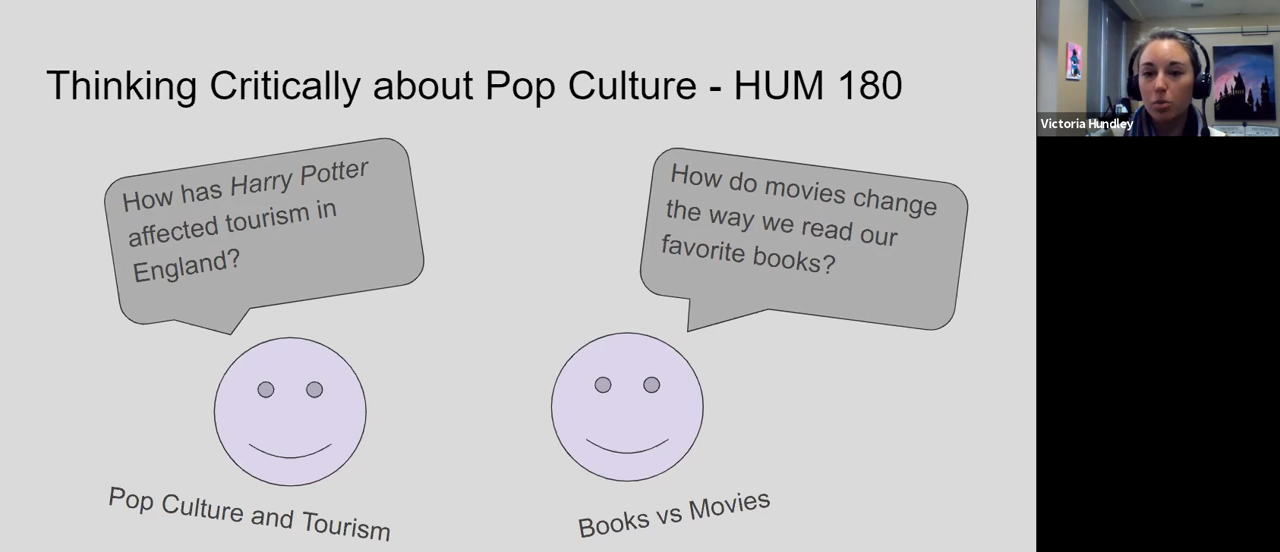 Thinking Critically about Pop Culture - HUM 180
How has Harry Potter
affected tourism in
England?
How do movies change
the way we read our
favorite books?
Pop Culture and Tourism
Books vs Movies
Victoria Hundley